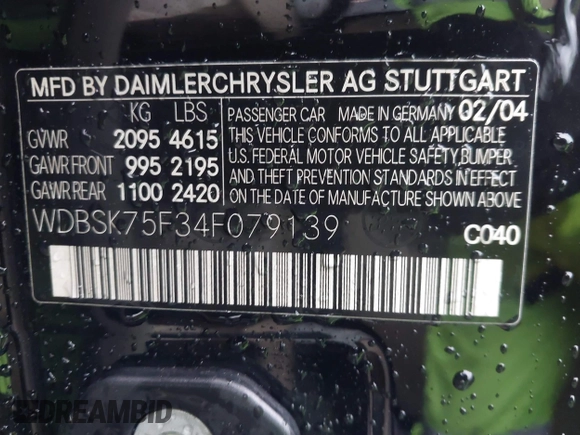 MFD BY DAIMLERCHRYSLER AG STUTTGART
KG LBS
GVWR 2095 4615
GAWR FRONT 995 2195
GAWR REAR 1100 2420
PASSENGER CAR MADE IN GERMANY 02/04
THIS VEHICLE CONFORMS TO ALL APPLICABLE
U.S. FEDERAL MOTOR VEHICLE SAFETY,BUMPER
AND THEFT PREVENTION STANDARDS IN EFFECT
ON THE DATE OF MANUFACTURE SHOWN ABOVE
WDBSK75F34F079139
C040
DREAMBID